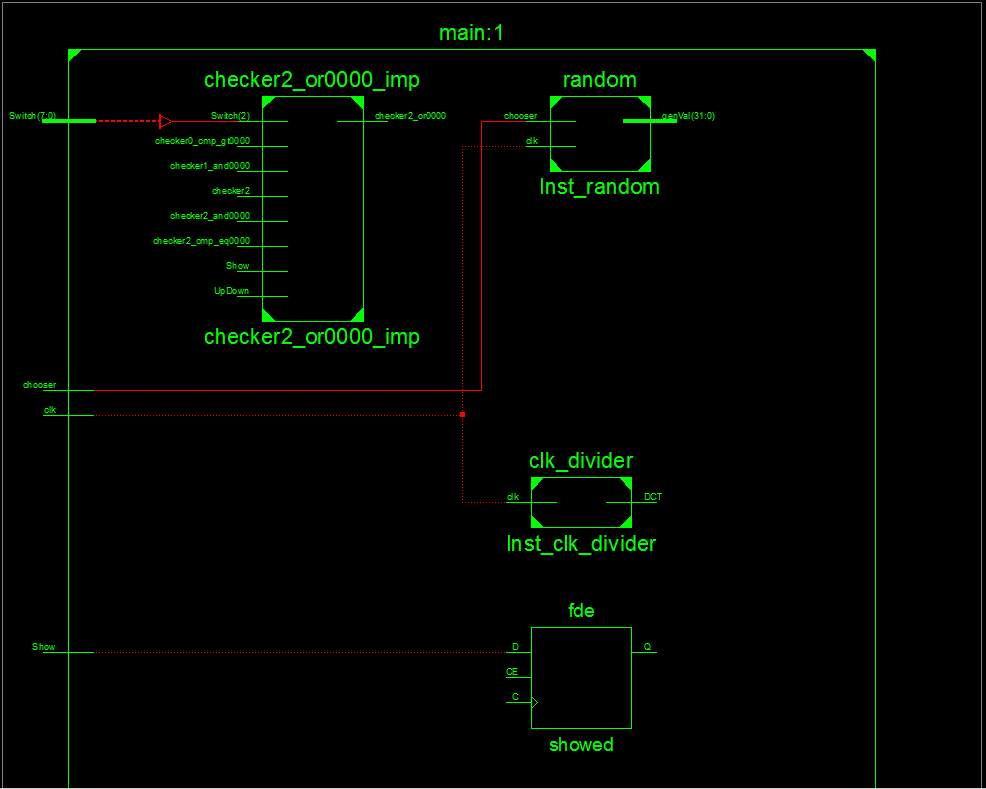 main:1
checker2_or0000_imp
random
Switch(7:0)
Switch(2)
checker2_or0000
chooser
genVal(31:0)
checker0_cmp_gt0000
clk
checker1_and0000
Inst_random
checker2
checker2_and0000
checker2_cmp_eq0000
Show
UpDown
checker2_or0000_imp
chooser
clk
clk_divider
clk
DCT
Inst_clk_divider
fde
Show
D
Q
CE
C
showed